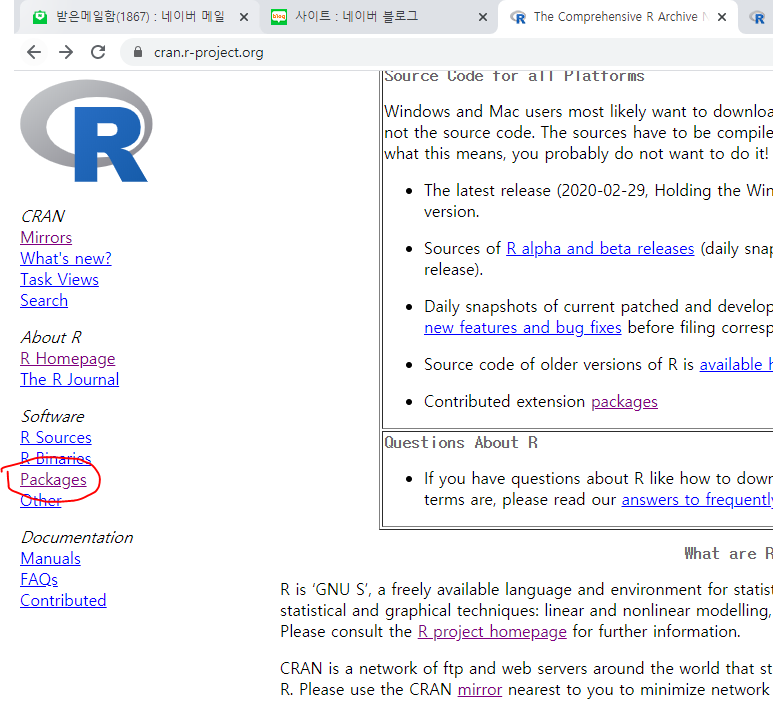 받은메일함(1867) : 네이버 메일
blog
사이트 : 네이버 블로그
The Comprehensive R Archive N
R
cran.r-project.org
R
CRAN
Mirrors
What's new?
Task Views
Search
About R
R Homepage
The R Journal
Software
R Sources
R Binaries
Packages
Other
Documentation
Manuals
FAQs
Contributed
Source Code for all Platforms
Windows and Mac users most likely want to downloa
not the source code. The sources have to be compile
what this means, you probably do not want to do it!
• The latest release (2020-02-29, Holding the Win
version.
• Sources of R alpha and beta releases (daily snap
release).
• Daily snapshots of current patched and develop
new features and bug fixes before filing corresp
• Source code of older versions of R is available h
• Contributed extension packages
Questions About R
• If you have questions about R like how to down
terms are, please read our answers to frequently
What are R
R is ‘GNU S’, a freely available language and environment for statist
statistical and graphical techniques: linear and nonlinear modelling,
Please consult the R project homepage for further information.
CRAN is a network of ftp and web servers around the world that st
R. Please use the CRAN mirror nearest to you to minimize network